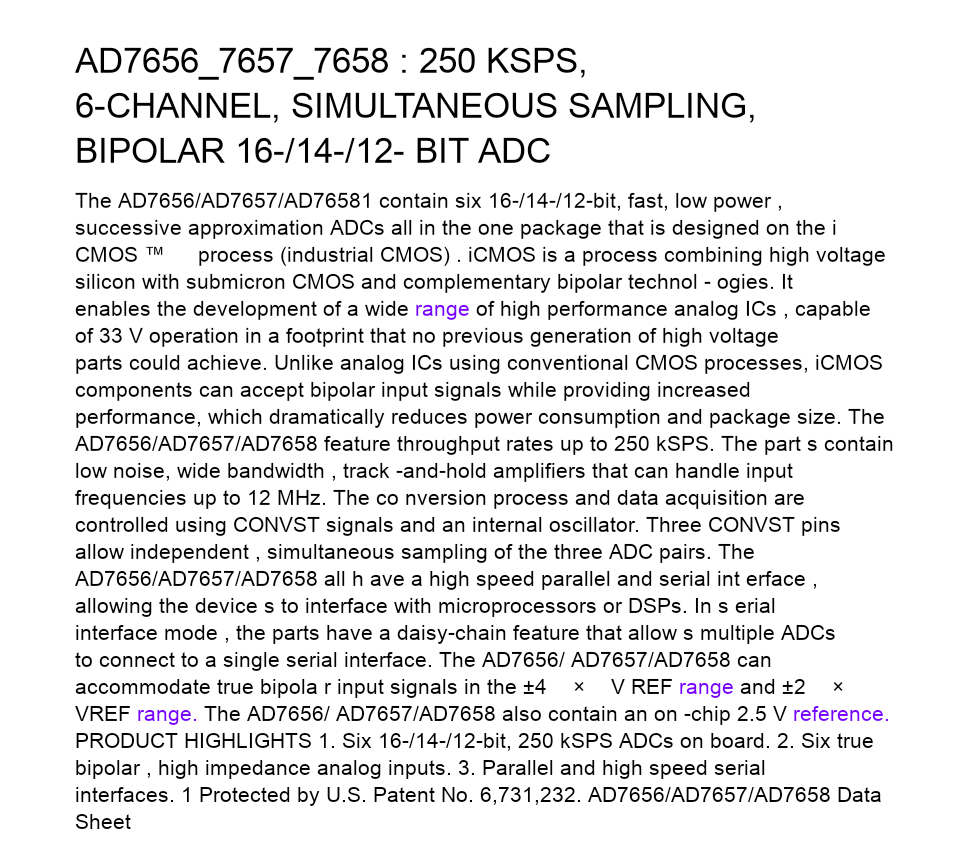 AD7656_7657_7658 : 250 KSPS,
6-CHANNEL, SIMULTANEOUS SAMPLING,
BIPOLAR 16-/14-/12- BIT ADC
The AD7656/AD7657/AD76581 contain six 16-/14-/12-bit, fast, low power ,
successive approximation ADCs all in the one package that is designed on the i
CMOS ™ process (industrial CMOS) . iCMOS is a process combining high voltage
silicon with submicron CMOS and complementary bipolar technol - ogies. It
enables the development of a wide range of high performance analog ICs , capable
of 33 V operation in a footprint that no previous generation of high voltage
parts could achieve. Unlike analog ICs using conventional CMOS processes, iCMOS
components can accept bipolar input signals while providing increased
performance, which dramatically reduces power consumption and package size. The
AD7656/AD7657/AD7658 feature throughput rates up to 250 kSPS. The part s contain
low noise, wide bandwidth , track -and-hold amplifiers that can handle input
frequencies up to 12 MHz. The co nversion process and data acquisition are
controlled using CONVST signals and an internal oscillator. Three CONVST pins
allow independent , simultaneous sampling of the three ADC pairs. The
AD7656/AD7657/AD7658 all h ave a high speed parallel and serial int erface ,
allowing the device s to interface with microprocessors or DSPs. In s erial
interface mode , the parts have a daisy-chain feature that allow s multiple ADCs
to connect to a single serial interface. The AD7656/ AD7657/AD7658 can
accommodate true bipola r input signals in the ±4 × V REF range and ±2 ×
VREF range. The AD7656/ AD7657/AD7658 also contain an on -chip 2.5 V reference.
PRODUCT HIGHLIGHTS 1. Six 16-/14-/12-bit, 250 kSPS ADCs on board. 2. Six true
bipolar , high impedance analog inputs. 3. Parallel and high speed serial
interfaces. 1 Protected by U.S. Patent No. 6,731,232. AD7656/AD7657/AD7658 Data
Sheet